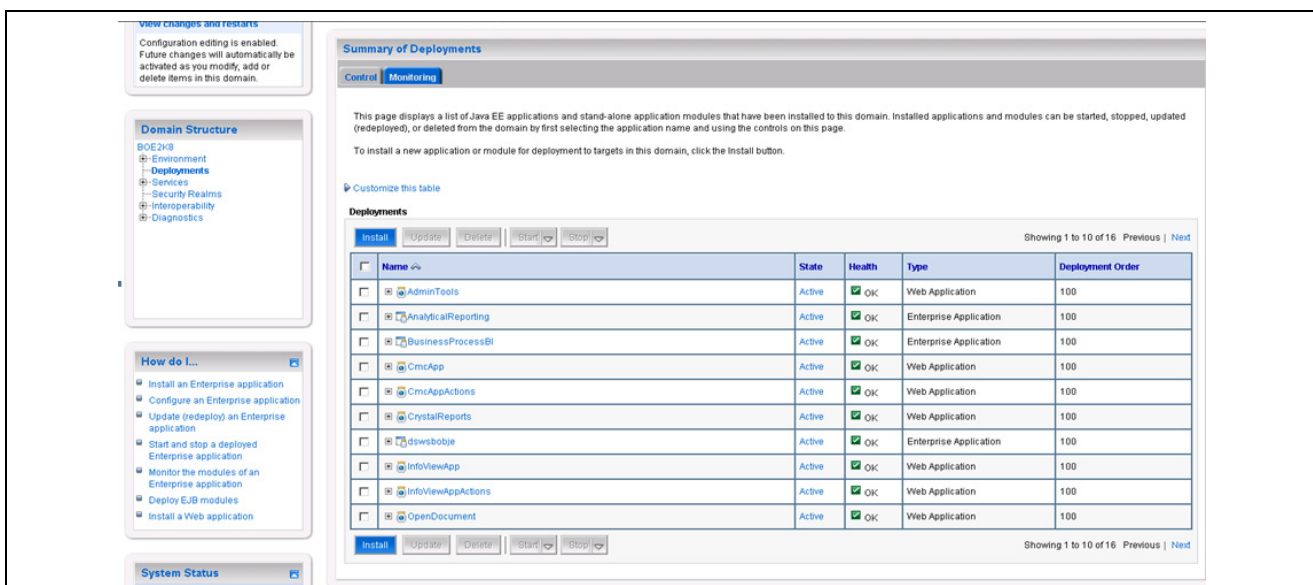 View changes and restarts
Configuration editing is enabled.
Future changes will automatically be
activated as you modify, add or
delete items in this domain.
Domain Structure
BOE2K8
Environment
Deployments
Services
Security Realms
Interoperability
Diagnostics
How do I...
Install an Enterprise application
Configure an Enterprise application
Update (redeploy) an Enterprise
application
Start and stop a deployed
Enterprise application
Monitor the modules of an
Enterprise application
Deploy EJB modules
Install a Web application
System Status
Summary of Deployments
Control Monitoring
This page displays a list of Java EE applications and stand-alone application modules that have been installed to this domain. Installed applications and modules can be started, stopped, updated
(redeployed), or deleted from the domain by first selecting the application name and using the controls on this page.
To install a new application or module for deployment to targets in this domain, click the Install button.
Customize this table
Deployments
Install Update Delete Start Stop Showing 1 to 10 of 16 Previous | Next
Name State Health Type Deployment Order
AdminTools Active OK Web Application 100
AnalyticalReporting Active OK Enterprise Application 100
BusinessProcessBI Active OK Enterprise Application 100
CmcApp Active OK Web Application 100
CmcAppActions Active OK Web Application 100
CrystalReports Active OK Web Application 100
dswsbobje Active OK Enterprise Application 100
InfoViewApp Active OK Web Application 100
InfoViewAppActions Active OK Web Application 100
OpenDocument Active OK Web Application 100
Install Update Delete Start Stop Showing 1 to 10 of 16 Previous | Next